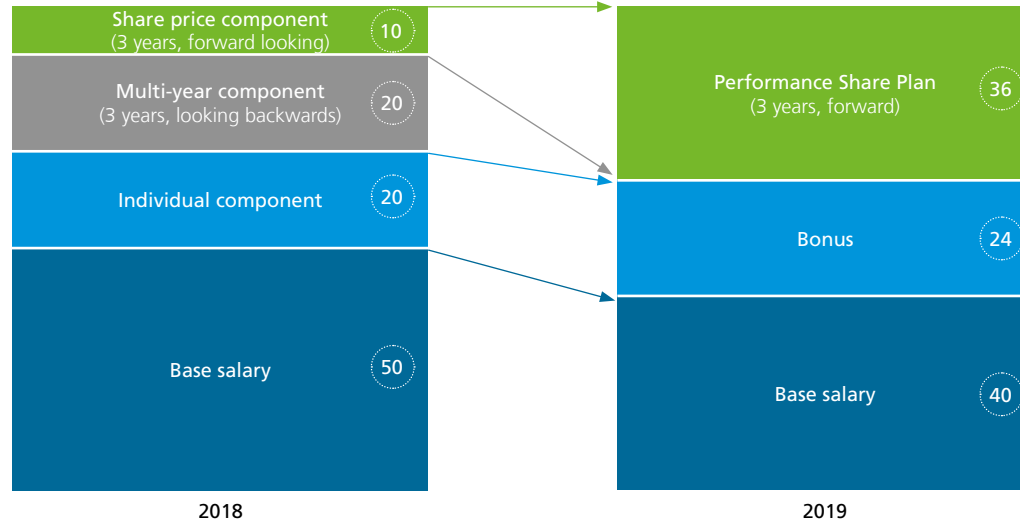 Share price component
(3 years, forward looking)
10
Multi-year component
(3 years, looking backwards)
20
Individual component
20
Base salary
50
2018
Performance Share Plan
(3 years, forward)
36
Bonus
24
Base salary
40
2019